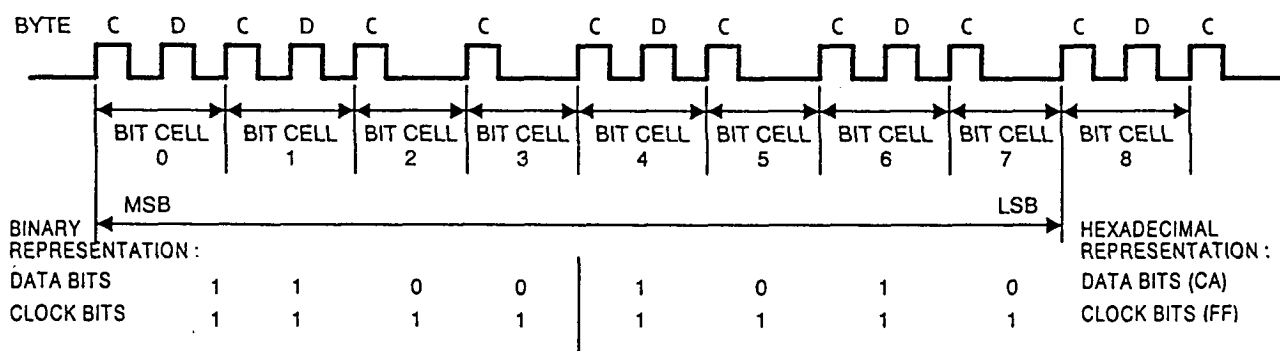 BYTE C D C D C C C D C C D C C D C
BIT CELL BIT CELL BIT CELL BIT CELL BIT CELL BIT CELL BIT CELL BIT CELL BIT CELL
0 1 2 3 4 5 6 7 8
MSB LSB
BINARY HEXADECIMAL
REPRESENTATION : REPRESENTATION :
DATA BITS 1 1 0 0 1 0 1 0 DATA BITS (CA)
CLOCK BITS 1 1 1 1 1 1 1 1 CLOCK BITS (FF)